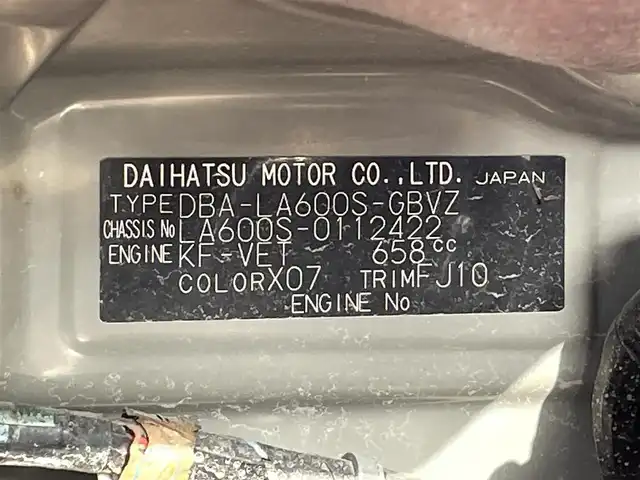 DAIHATSU MOTOR CO.,LTD. JAPAN
TYPE DBA-LA600S-GBVZ
CHASSIS No LA600S-0112422
ENGINE KF-VET 658cc
COLOR X07 TRIM FJ10
ENGINE No